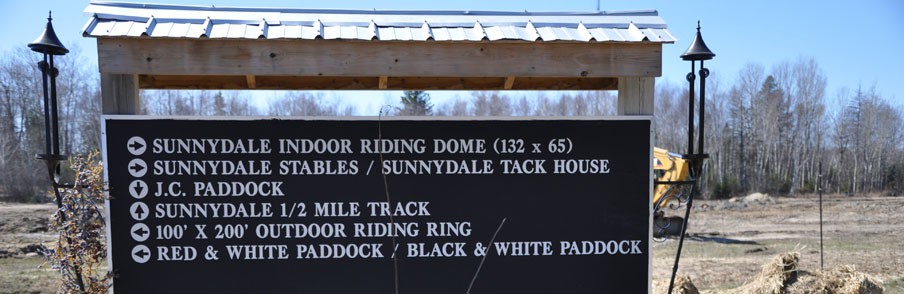 SUNNYDALE INDOOR RIDING DOME (132 x 65)
SUNNYDALE STABLES / SUNNYDALE TACK HOUSE
J.C. PADDOCK
SUNNYDALE 1/2 MILE TRACK
100' X 200' OUTDOOR RIDING RING
RED & WHITE PADDOCK / BLACK & WHITE PADDOCK